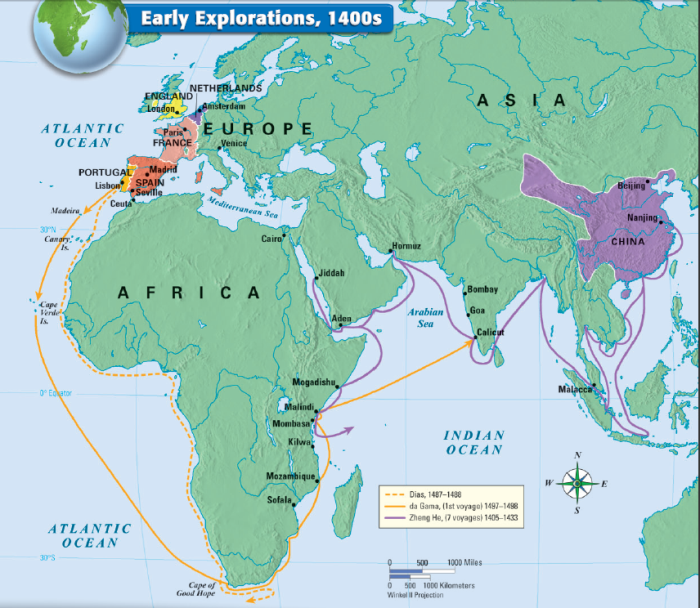 Early Explorations, 1400s
NETHERLANDS
ENGLAND
London
Amsterdam
ASIA
ATLANTIC
OCEAN
EUROPE
Paris
FRANCE
Venice
PORTUGAL
Madrid
Lisbon
SPAIN
Seville
Ceuta
Beijing
Mediterranean Sea
Madeira
Nanjing
30°N
Canary
Is.
Cairo
Hormuz
CHINA
Jiddah
AFRICA
Bombay
Cape
Verde
Is.
Aden
Arabian
Sea
Goa
Calicut
Mogadishu
0° Equator
Malacca
Malindi
Mombasa
Kilwa
INDIAN
OCEAN
N
W
E
S
Mozambique
Sofala
Dias, 1487–1488
da Gama, (1st voyage) 1497–1498
Zheng He, (7 voyages) 1405–1433
ATLANTIC
OCEAN
30°S
0 500 1000 Miles
0 500 1000 Kilometers
Winkel II Projection
Cape of
Good Hope